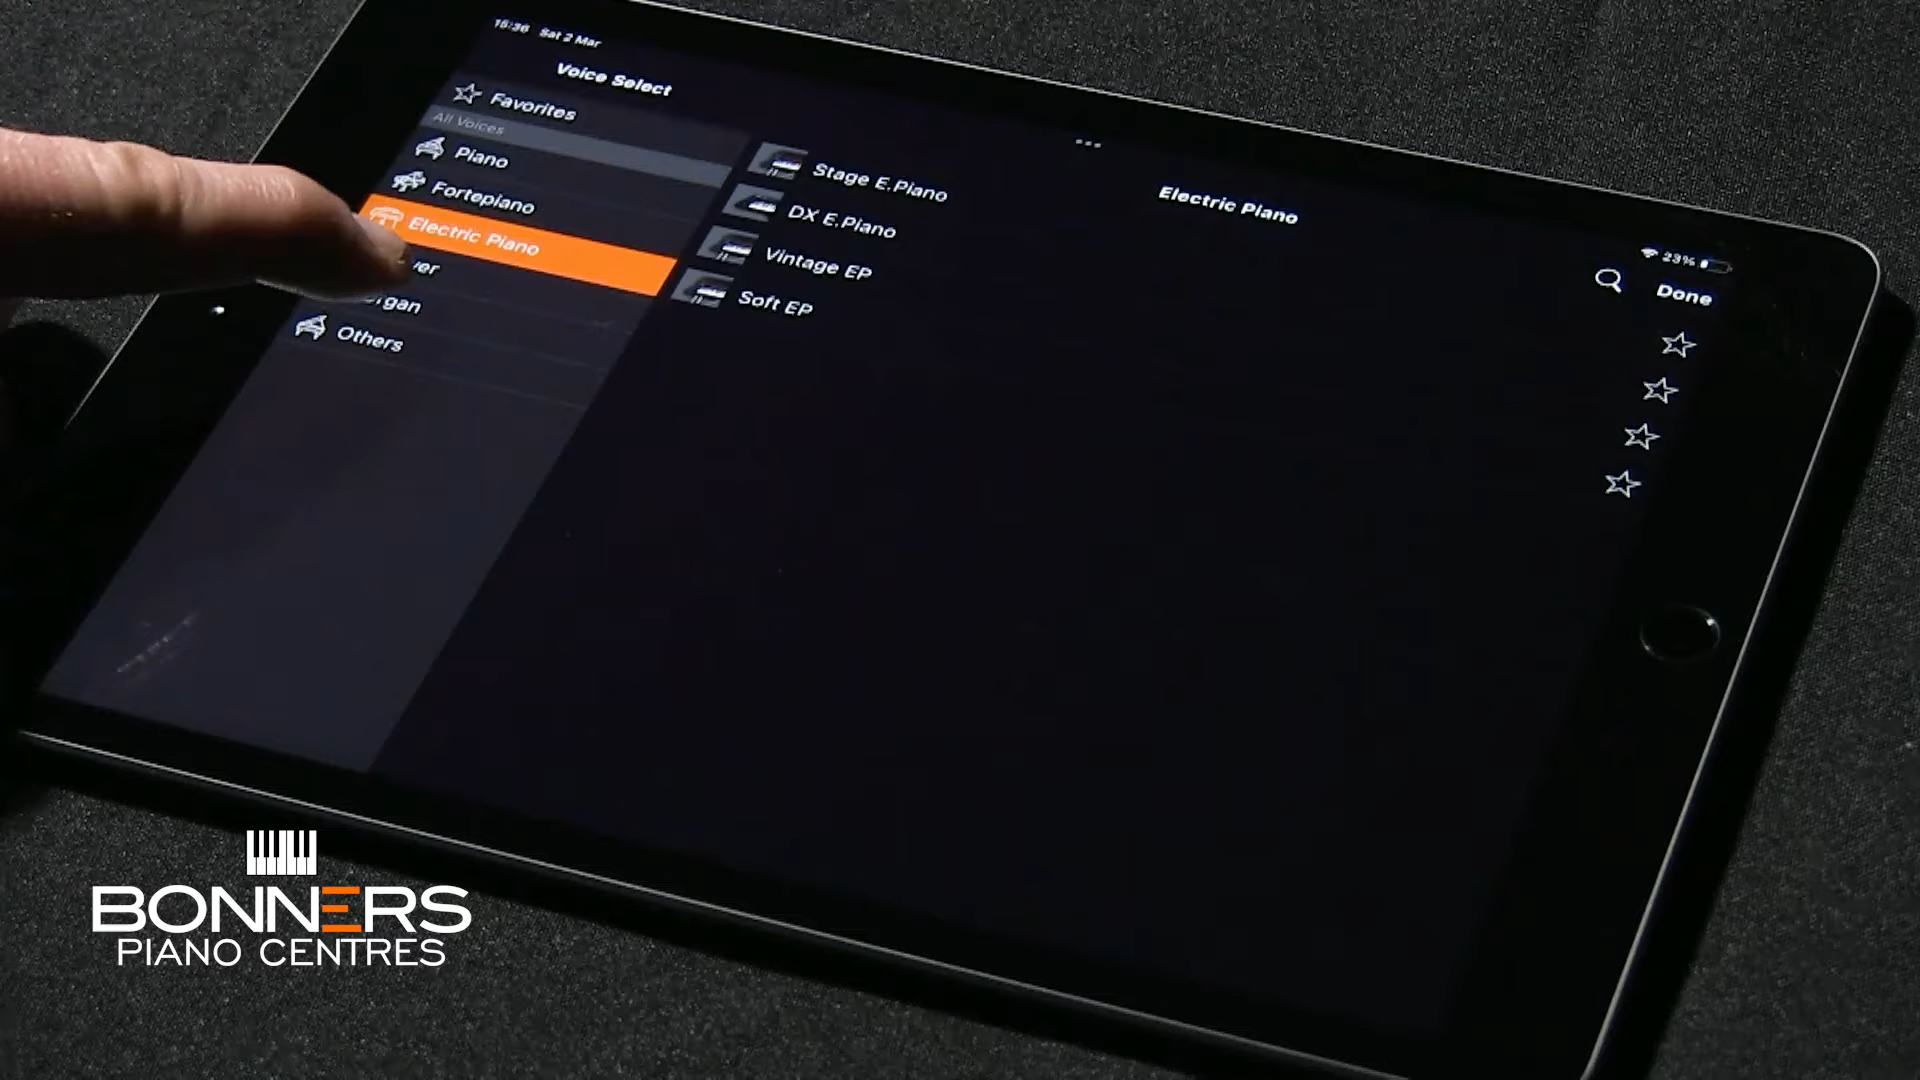 15:36 Sat 2 Mar
Voice Select
Favorites
All Voices
Piano
Fortepiano
Electric Piano
Others
Stage E.Piano
DX E.Piano
Vintage EP
Soft EP
Electric Piano
23%
Done
BONNERS
PIANO CENTRES